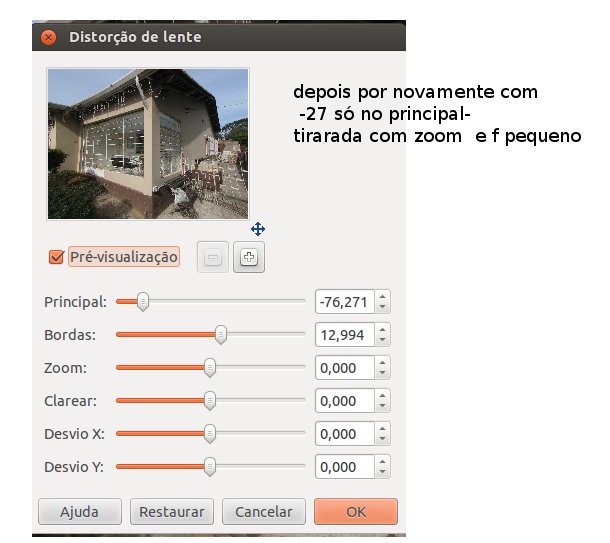 Distorção de lente
depois por novamente com
-27 só no principal-
tirarada com zoom e f pequeno
Pré-visualização
Principal: -76,271
Bordas: 12,994
Zoom: 0,000
Clarear: 0,000
Desvio X: 0,000
Desvio Y: 0,000
Ajuda Restaurar Cancelar OK